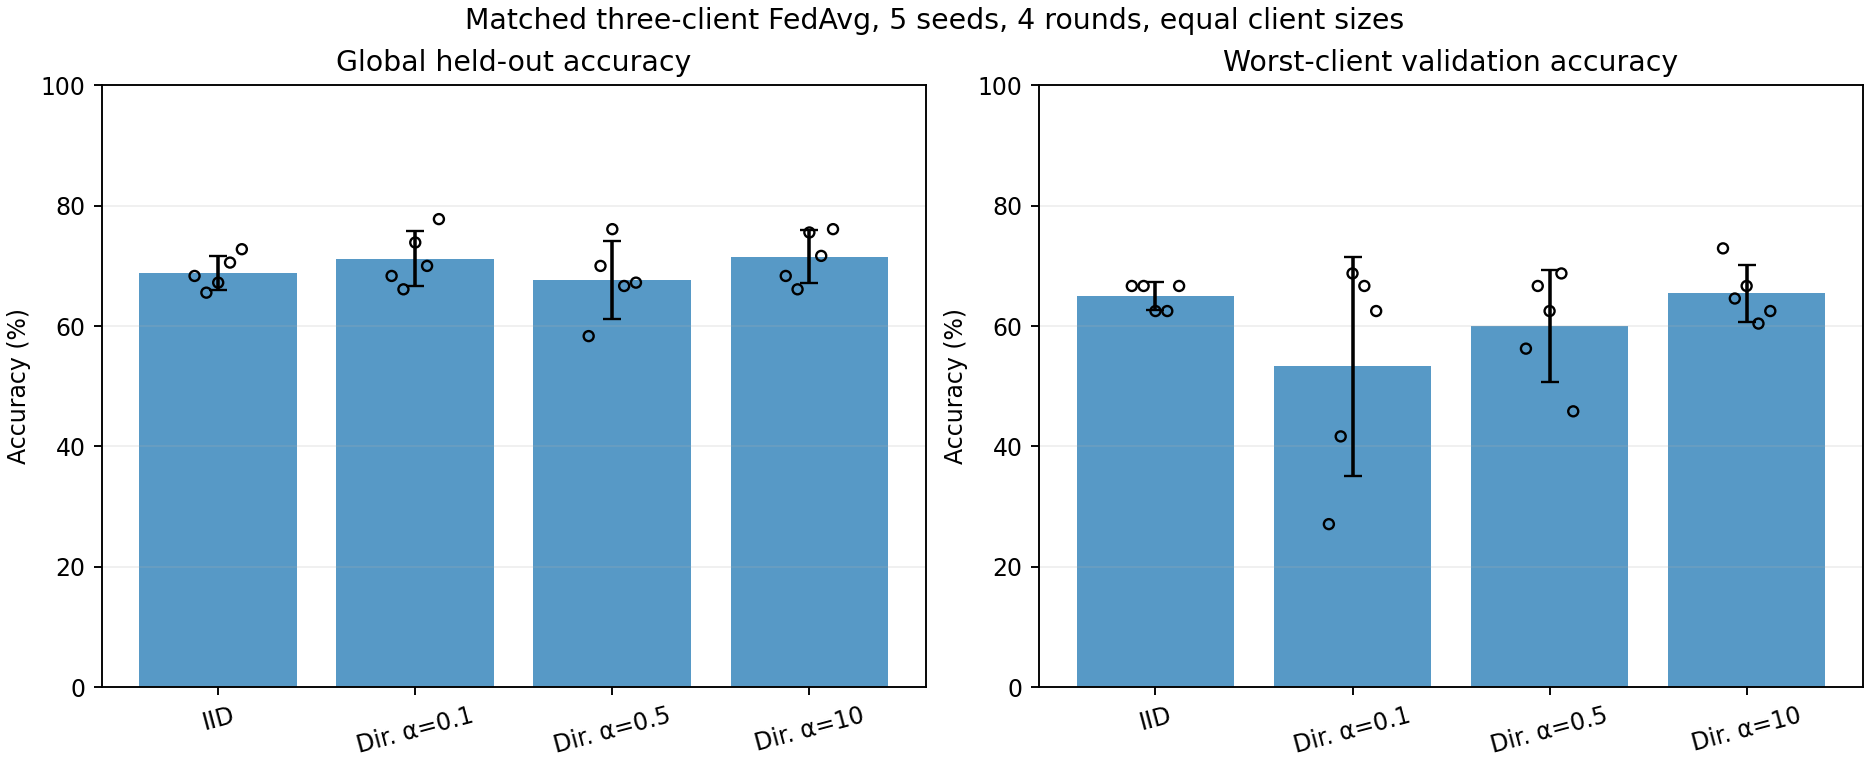 Matched three-client FedAvg, 5 seeds, 4 rounds, equal client sizes
Global held-out accuracy
Accuracy (%)
100
80
60
40
20
0
IID
Dir. α=0.1
Dir. α=0.5
Dir. α=10
Worst-client validation accuracy
Accuracy (%)
100
80
60
40
20
0
IID
Dir. α=0.1
Dir. α=0.5
Dir. α=10